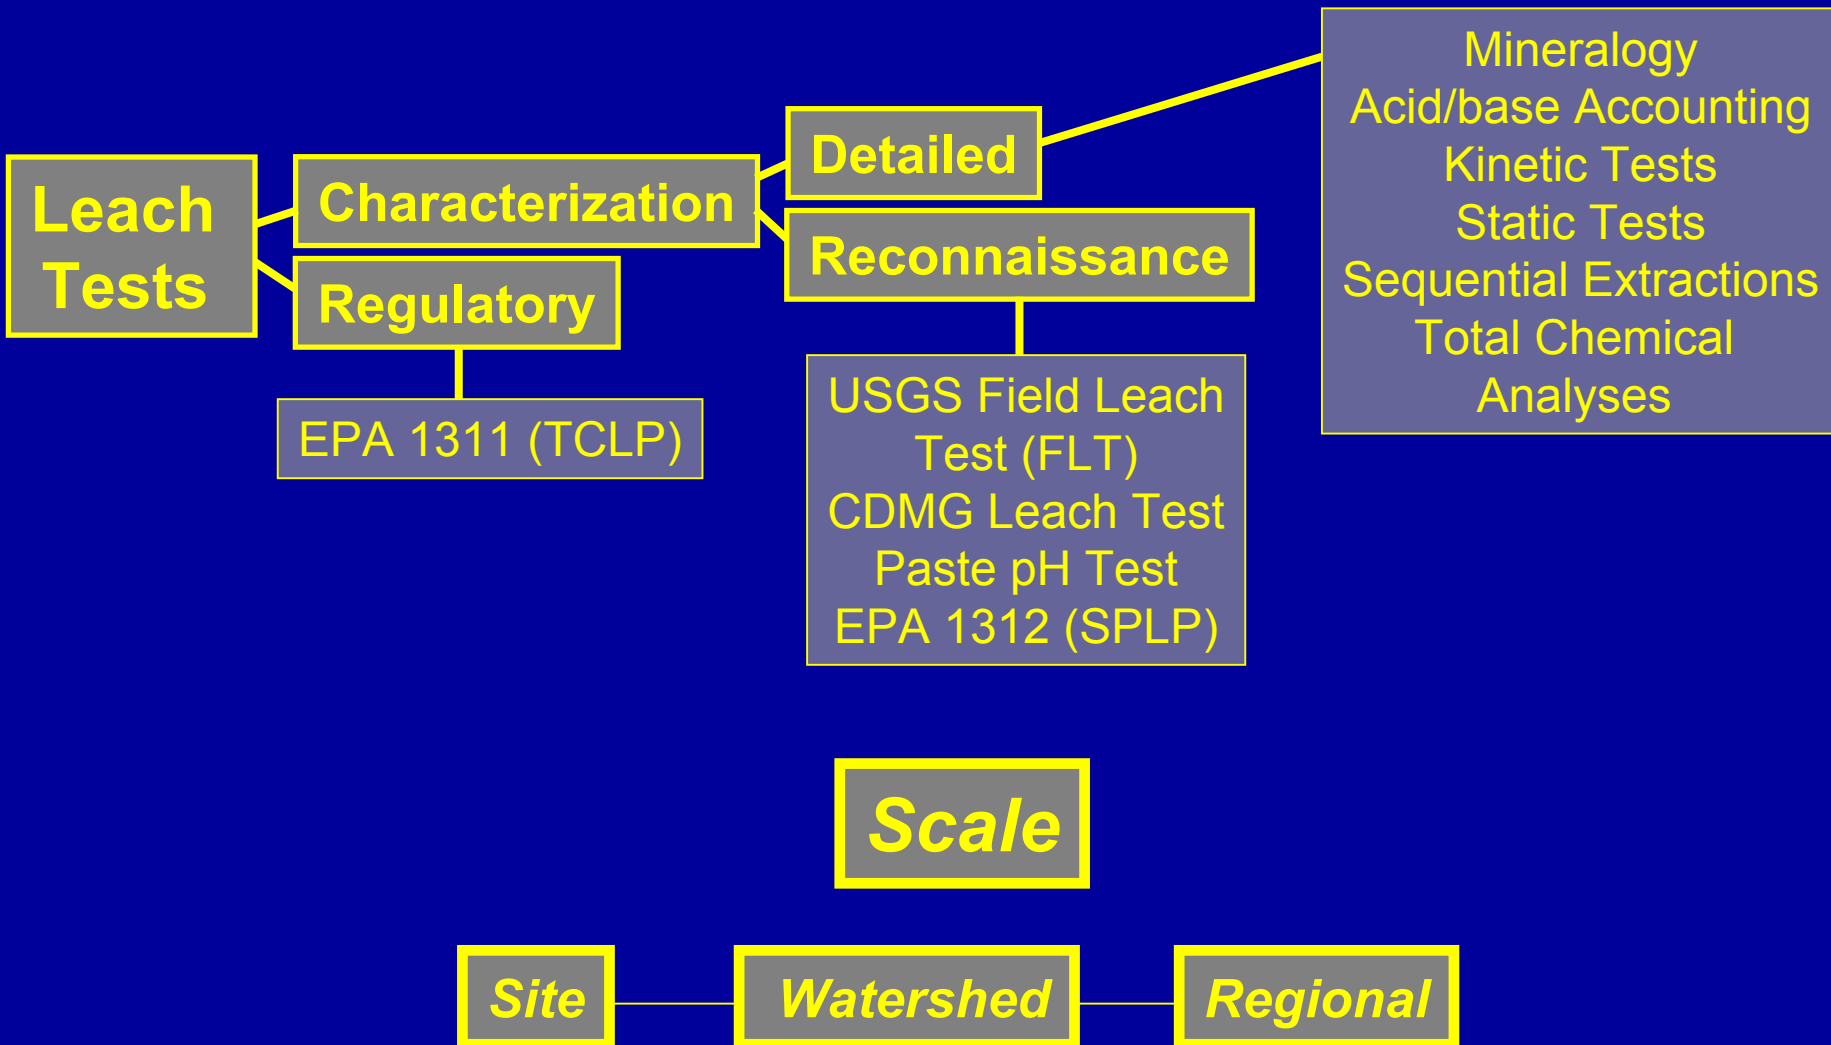 Leach
Tests
Characterization
Regulatory
EPA 1311 (TCLP)
Detailed
Reconnaissance
USGS Field Leach
Test (FLT)
CDMG Leach Test
Paste pH Test
EPA 1312 (SPLP)
Mineralogy
Acid/base Accounting
Kinetic Tests
Static Tests
Sequential Extractions
Total Chemical
Analyses
Scale
Site
Watershed
Regional